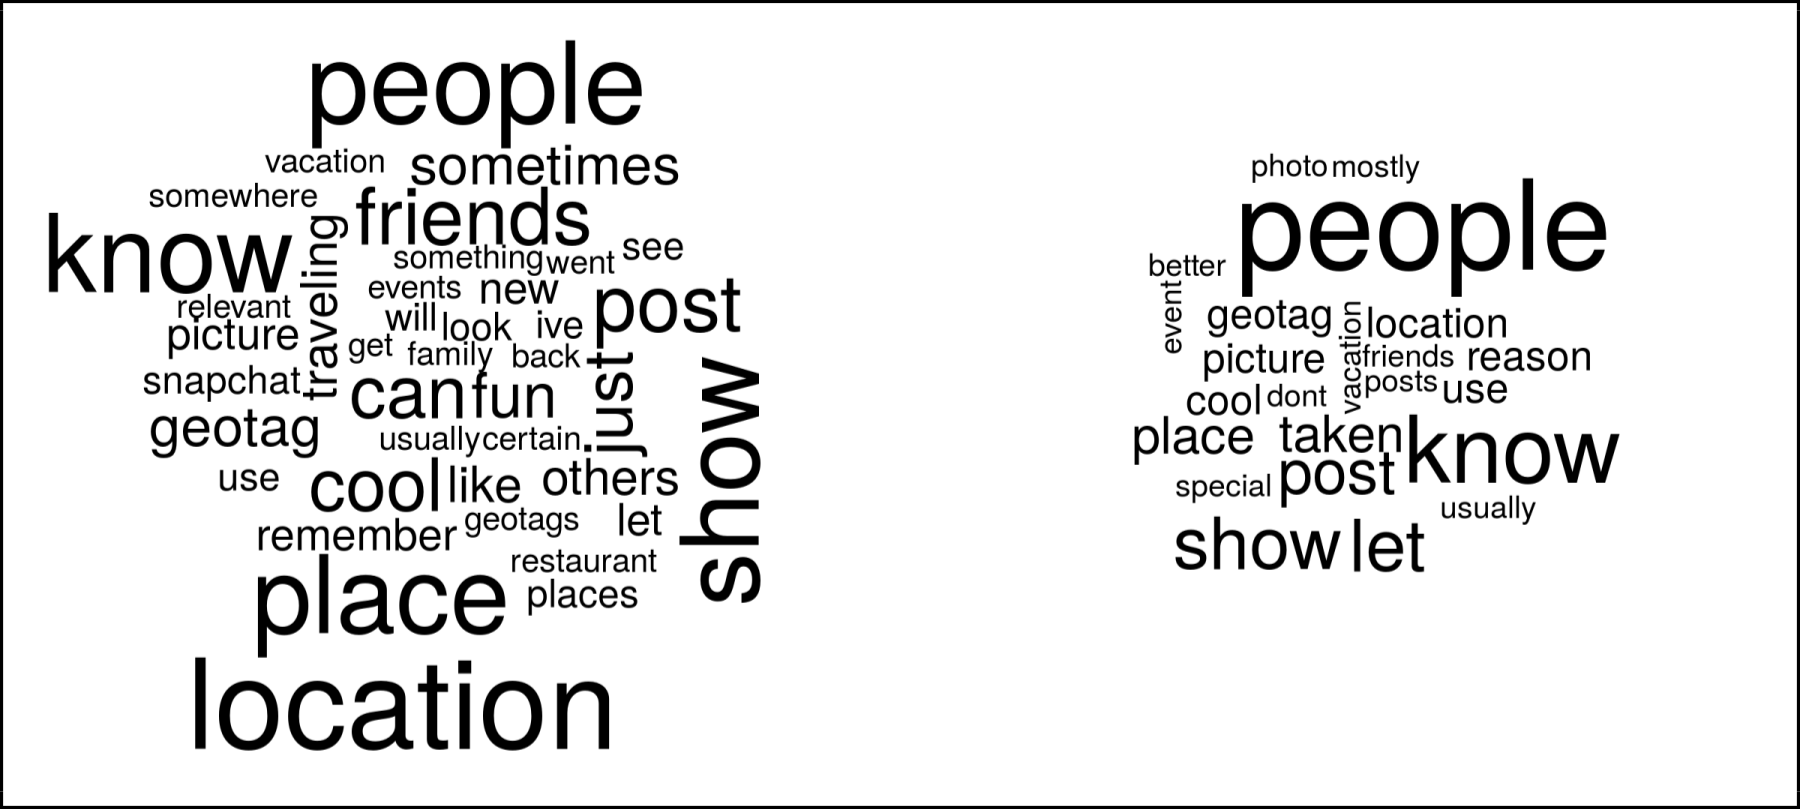 people
vacation sometimes
somewhere friends
know traveling something went see
relevant events new post
picture will look ive
get family back just
snapchat can fun show
geotag usually certain
use cool like others
remember geotags let
restaurant
place places
location
photo mostly
people
better
event geotag vacation location
picture friends reason
cool dont posts use
place taken know
special post
usually
show let